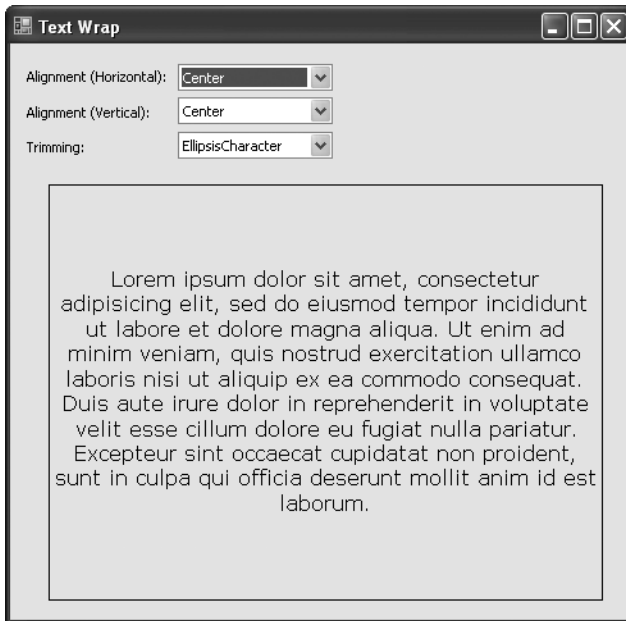 Text Wrap
Alignment (Horizontal): Center
Alignment (Vertical): Center
Trimming: EllipsisCharacter
Lorem ipsum dolor sit amet, consectetur
adipisicing elit, sed do eiusmod tempor incididunt
ut labore et dolore magna aliqua. Ut enim ad
minim veniam, quis nostrud exercitation ullamco
laboris nisi ut aliquip ex ea commodo consequat.
Duis aute irure dolor in reprehenderit in voluptate
velit esse cillum dolore eu fugiat nulla pariatur.
Excepteur sint occaecat cupidatat non proident,
sunt in culpa qui officia deserunt mollit anim id est
laborum.